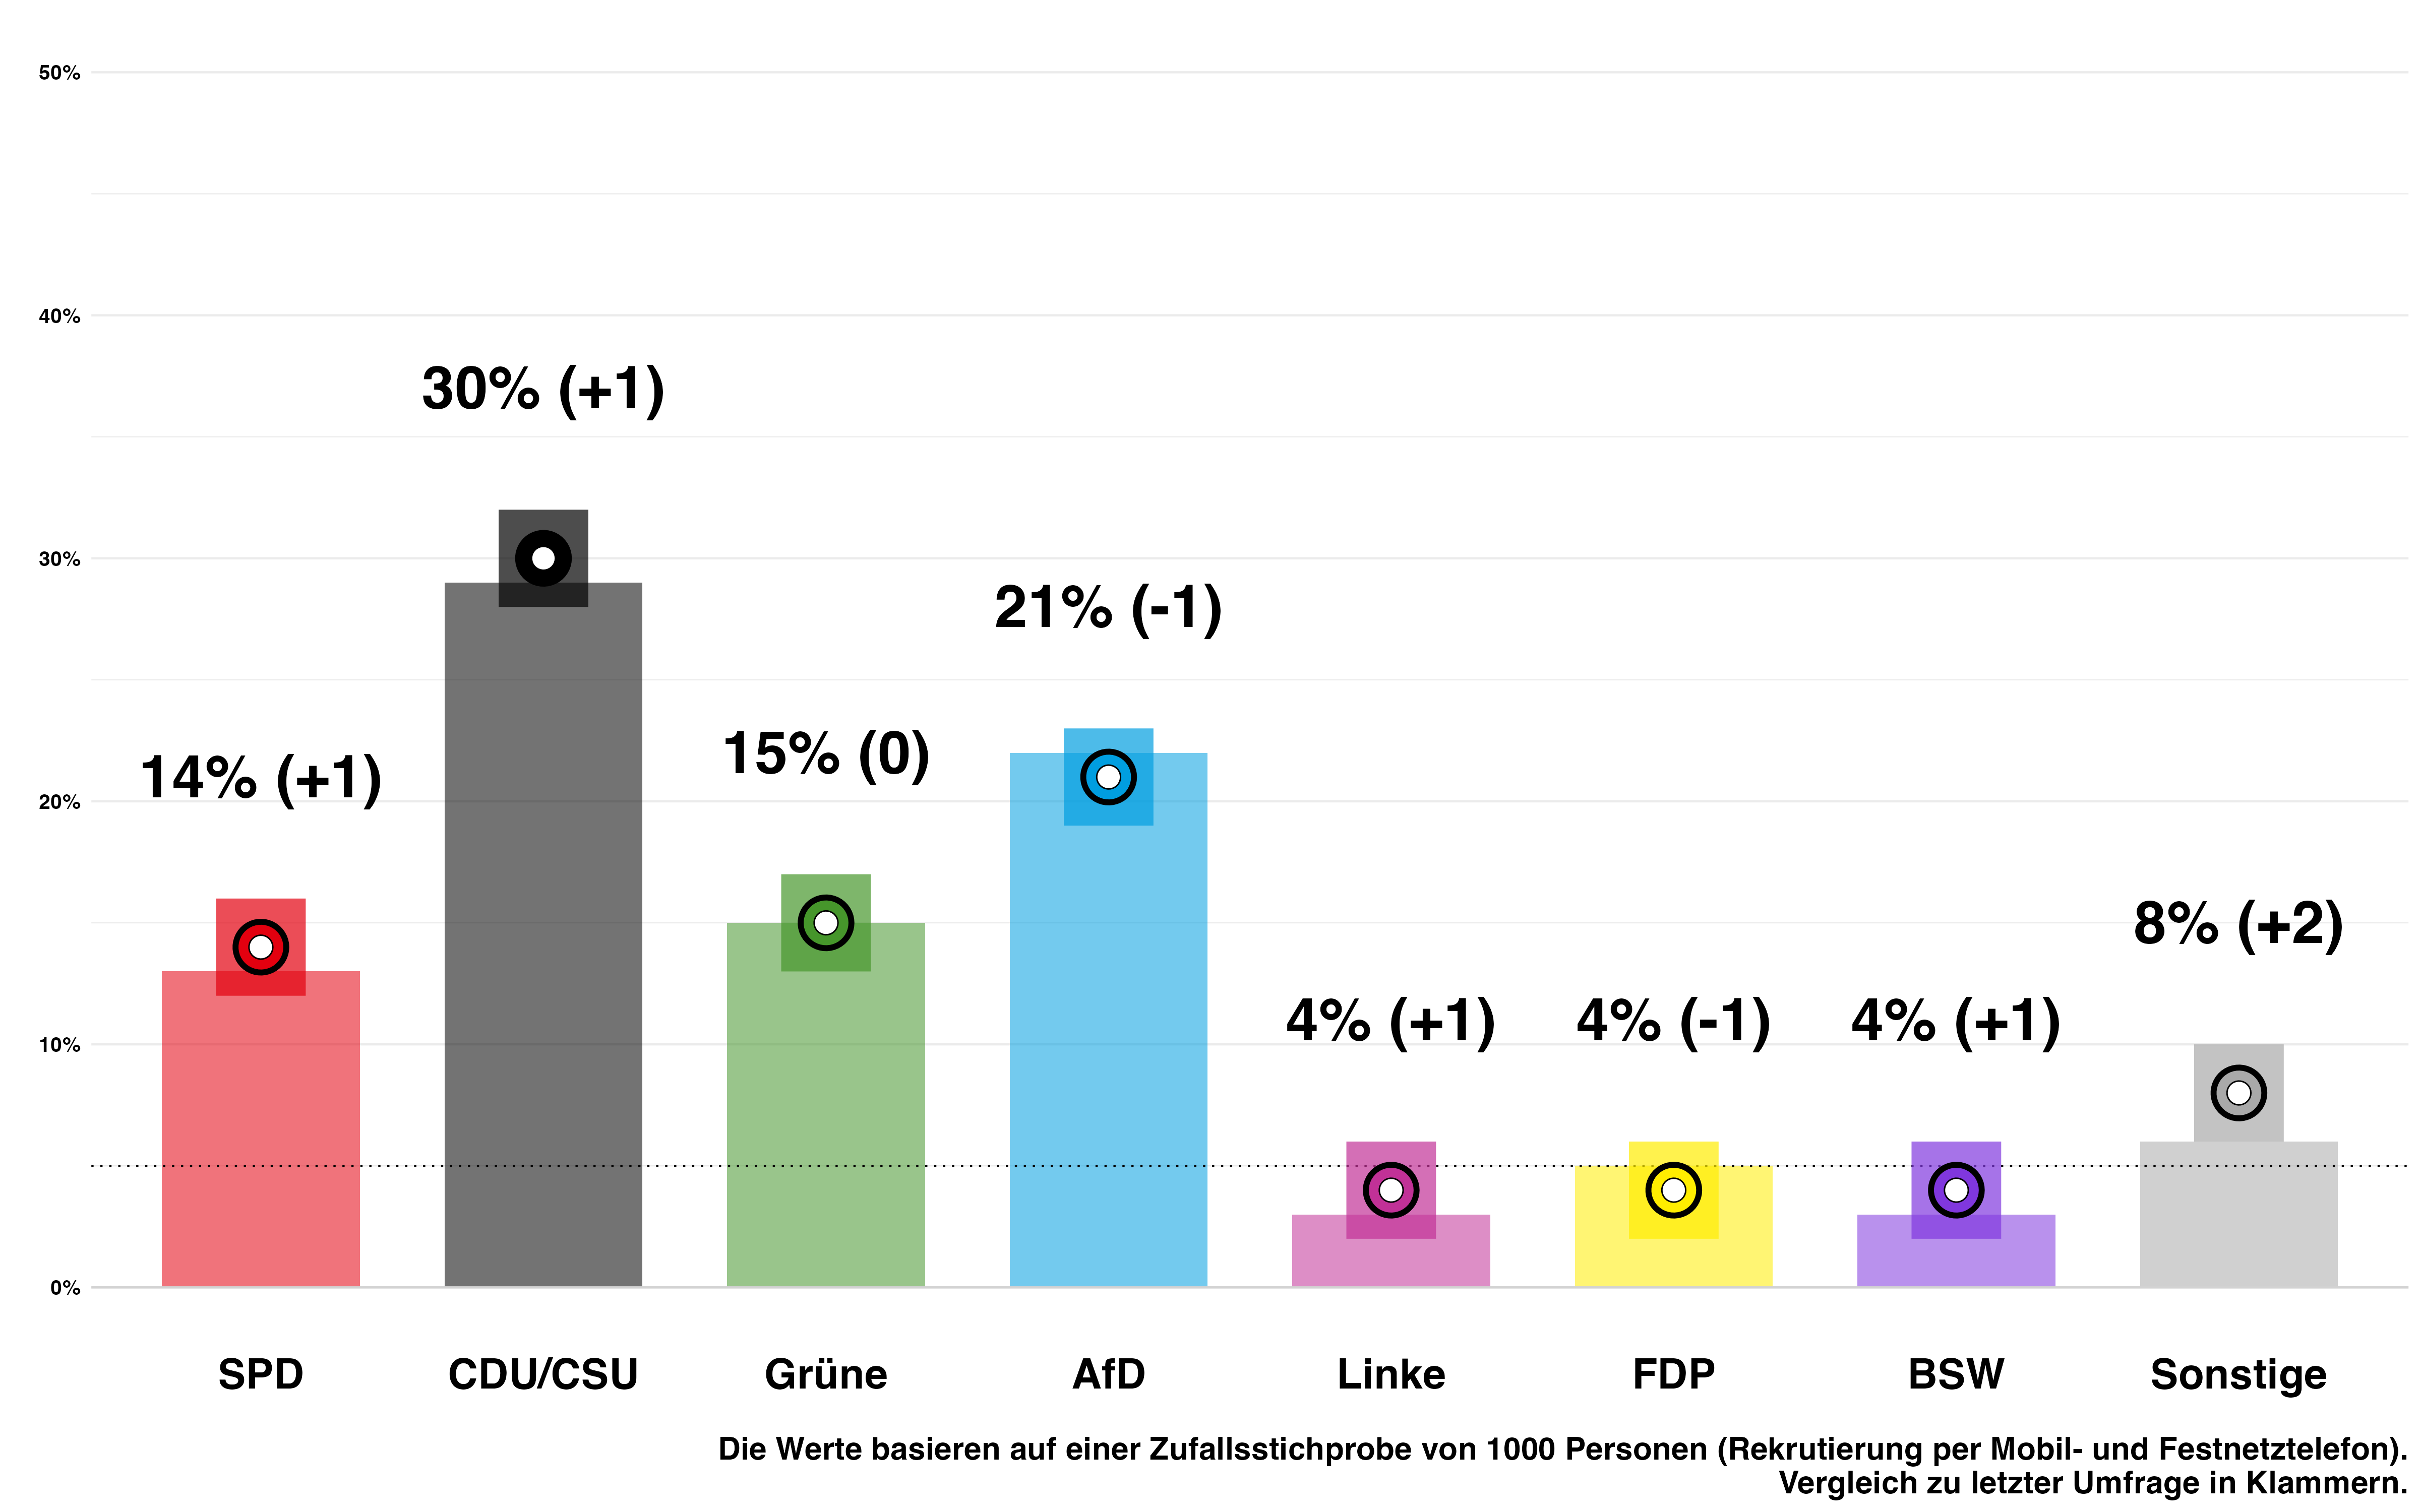 50%
40%
30%
20%
10%
0%
14% (+1)
30% (+1)
15% (0)
21% (-1)
4% (+1)
4% (-1)
4% (+1)
8% (+2)
SPD
CDU/CSU
Grüne
AfD
Linke
FDP
BSW
Sonstige
Die Werte basieren auf einer Zufallsstichprobe von 1000 Personen (Rekrutierung per Mobil- und Festnetztelefon).
Vergleich zu letzter Umfrage in Klammern.